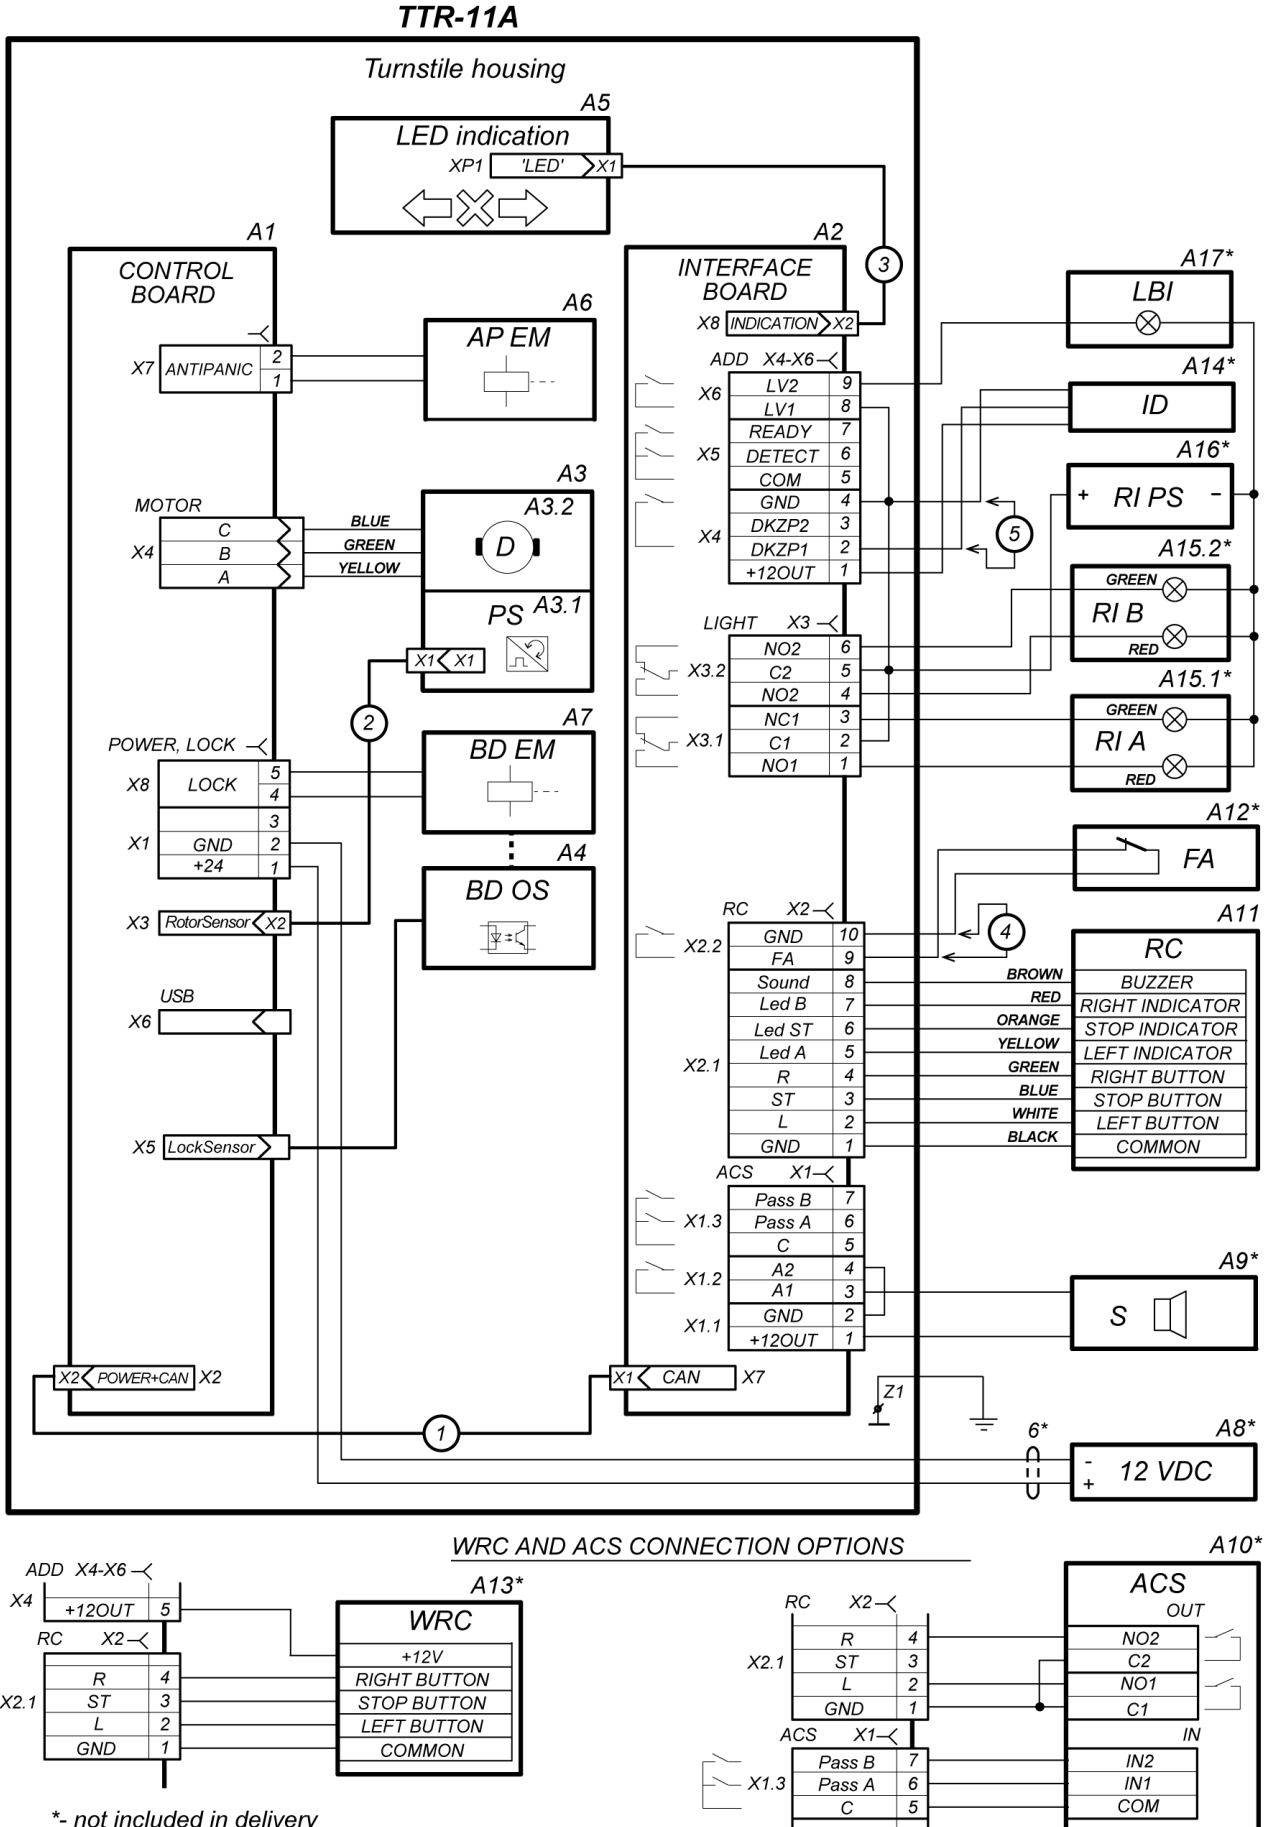 TTR-11A
Turnstile housing
A5
LED indication
XP1 'LED' X1
A1
CONTROL
BOARD
X7 ANTIPANIC 2
1
A6
AP EM
MOTOR
X4
C
B
A
BLUE
GREEN
YELLOW
A3
A3.2
D
A3.1
PS
X1 X1
2
POWER, LOCK
X8 LOCK 5
4
3
X1 GND 2
+24 1
A7
BD EM
A4
BD OS
X3 RotorSensor X2
USB
X6
X5 LockSensor
X2 POWER+CAN X2
1
A2
INTERFACE
BOARD
3
X8 INDICATION X2
ADD X4-X6
X6 LV2 9
LV1 8
READY 7
X5 DETECT 6
COM 5
GND 4
DKZP2 3
X4 DKZP1 2
+12OUT 1
LIGHT X3
NO2 6
X3.2 C2 5
NO2 4
NC1 3
X3.1 C1 2
NO1 1
RC X2
X2.2 GND 10
FA 9
Sound 8
Led B 7
Led ST 6
Led A 5
X2.1 R 4
ST 3
L 2
GND 1
ACS X1
Pass B 7
X1.3 Pass A 6
C 5
X1.2 A2 4
A1 3
X1.1 GND 2
+12OUT 1
X1 CAN X7
Z1
A17*
LBI
A14*
ID
A16*
+ RI PS -
5
A15.2*
GREEN
RI B
RED
A15.1*
GREEN
RI A
RED
A12*
FA
4
A11
RC
BROWN BUZZER
RED RIGHT INDICATOR
ORANGE STOP INDICATOR
YELLOW LEFT INDICATOR
GREEN RIGHT BUTTON
BLUE STOP BUTTON
WHITE LEFT BUTTON
BLACK COMMON
A9*
S
6*
A8*
-
+ 12 VDC
WRC AND ACS CONNECTION OPTIONS
ADD X4-X6
X4 +12OUT 5
RC X2
X2.1
R 4
ST 3
L 2
GND 1
A13*
WRC
+12V
RIGHT BUTTON
STOP BUTTON
LEFT BUTTON
COMMON
RC X2
X2.1
R 4
ST 3
L 2
GND 1
ACS X1
Pass B 7
X1.3 Pass A 6
C 5
A10*
ACS
OUT
NO2
C2
NO1
C1
IN
IN2
IN1
COM
*- not included in delivery